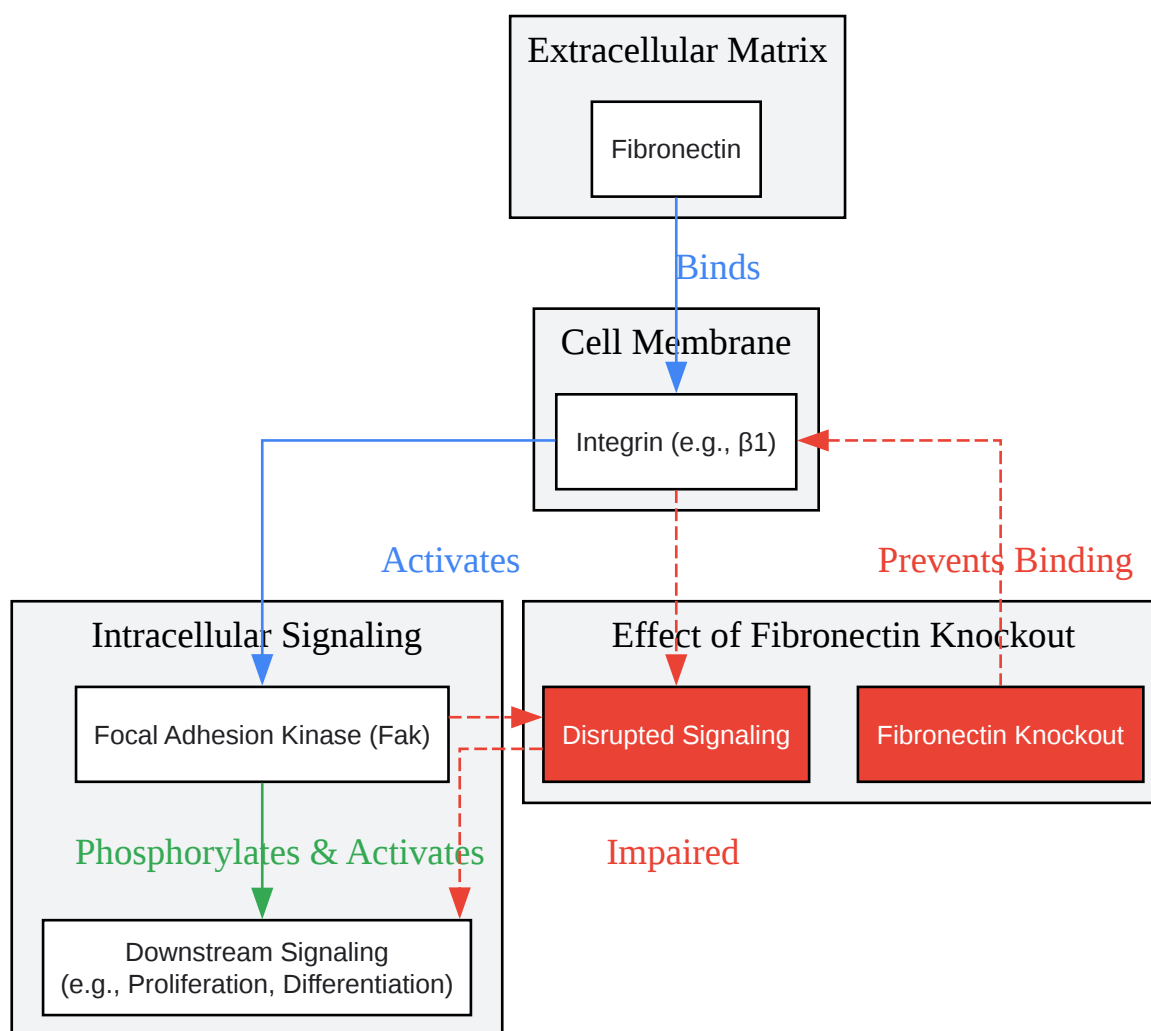 Extracellular Matrix
Fibronectin
Binds
Cell Membrane
Integrin (e.g., β1)
Activates
Prevents Binding
Intracellular Signaling
Effect of Fibronectin Knockout
Focal Adhesion Kinase (Fak)
Disrupted Signaling
Fibronectin Knockout
Phosphorylates & Activates
Impaired
Downstream Signaling
(e.g., Proliferation, Differentiation)